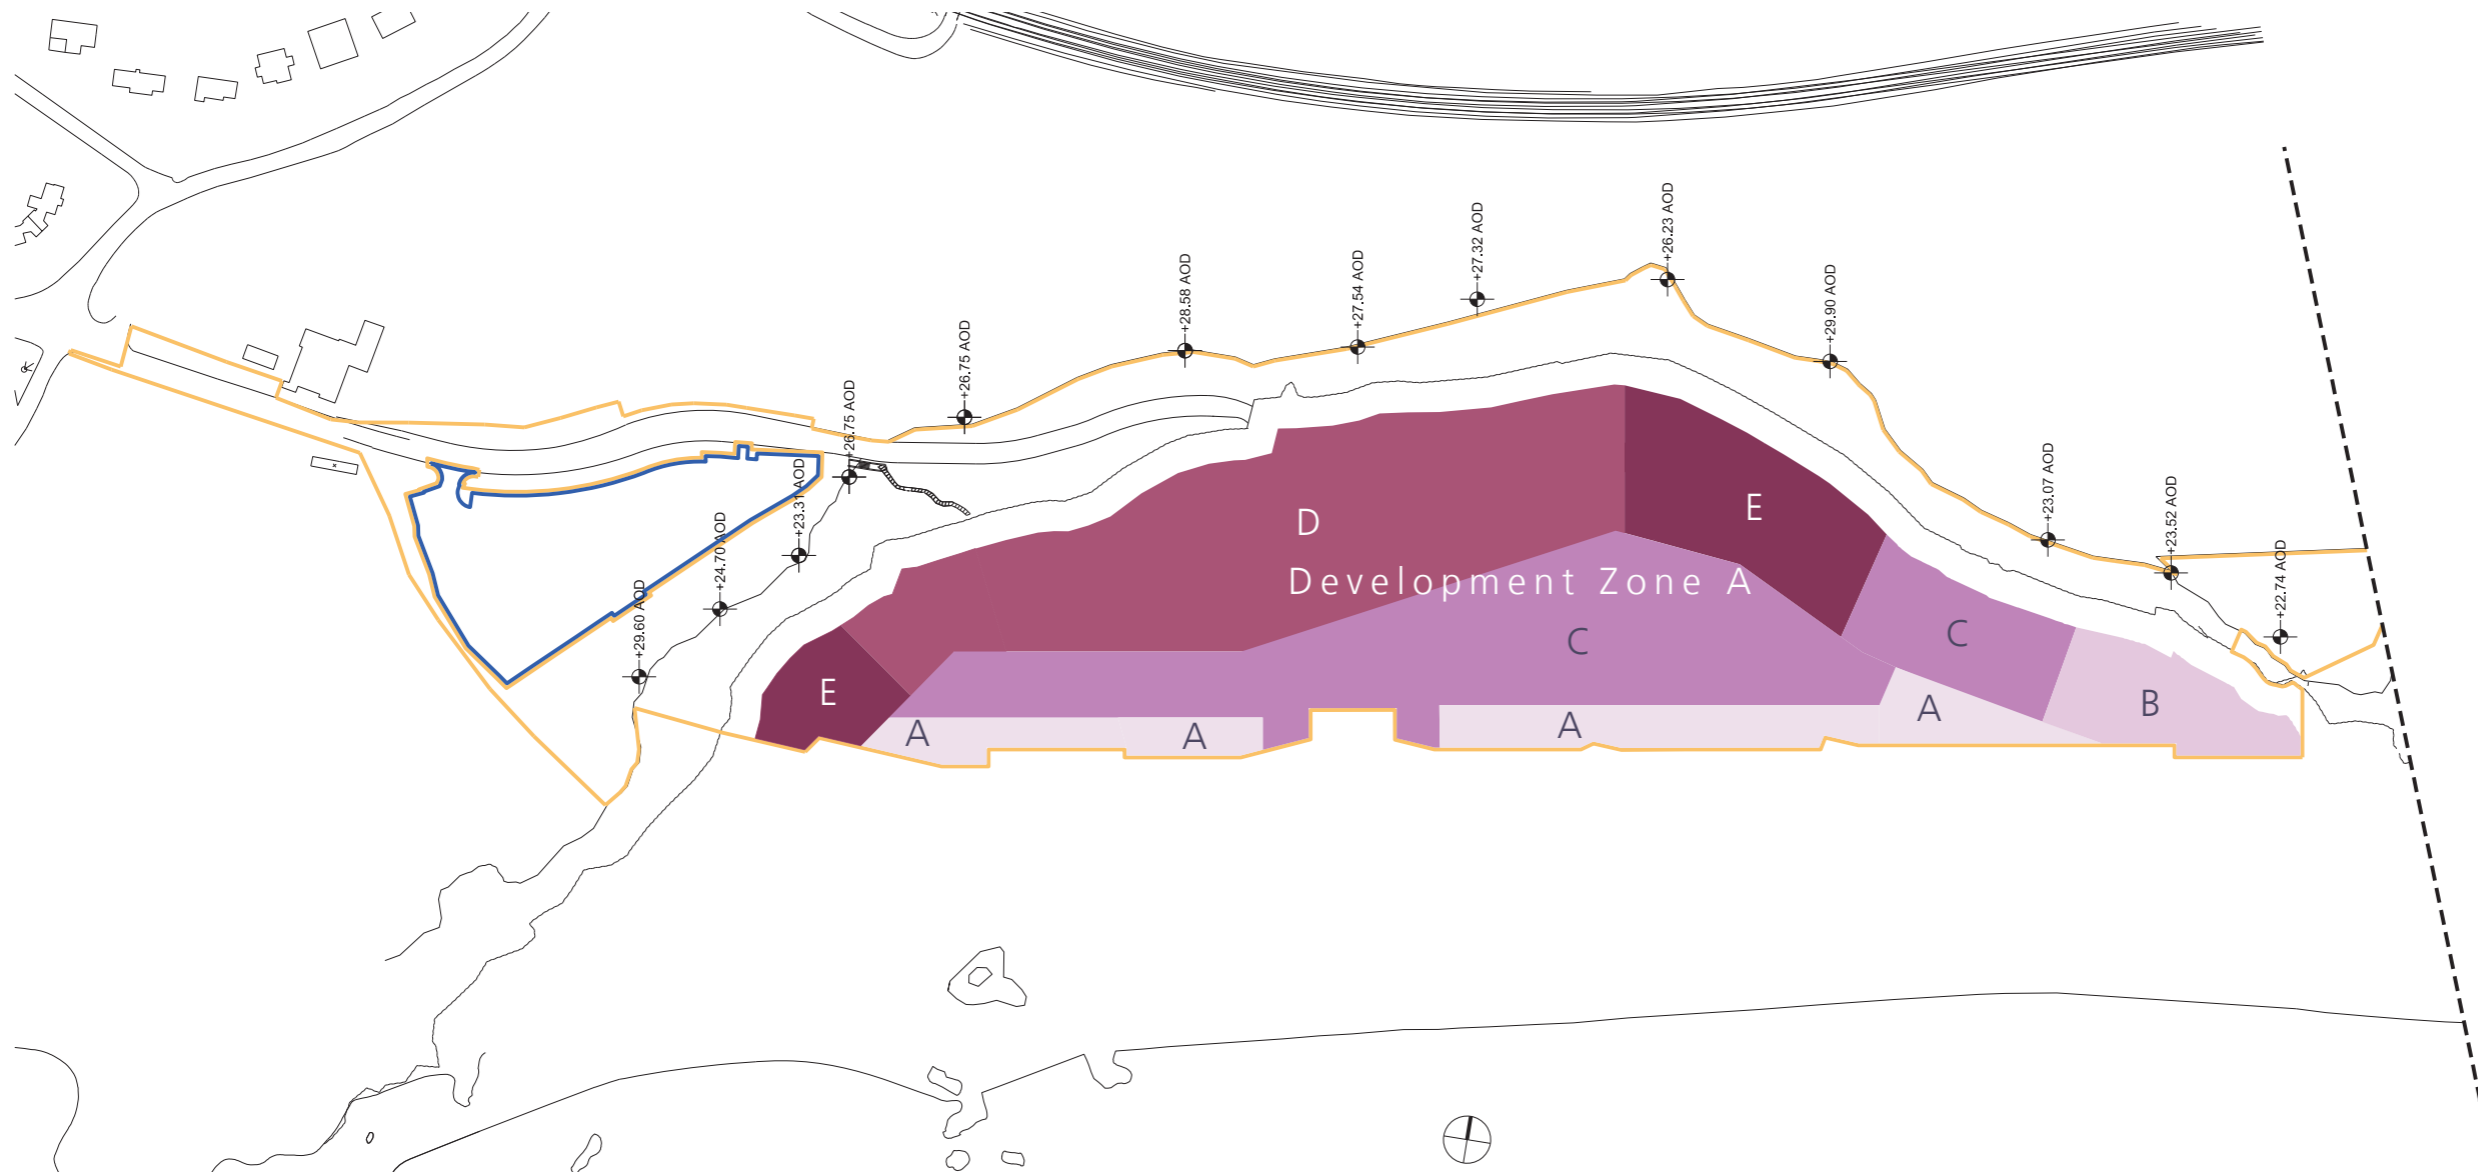 +26.23 AOD
+27.32 AOD
+27.54 AOD
+28.58 AOD
+29.90 AOD
+26.75 AOD
+26.75 AOD
+23.31 AOD
+24.70 AOD
+29.60 AOD
+23.07 AOD
+23.52 AOD
+22.74 AOD
E
D
Development Zone A
C
C
E
B
A
A
A
A